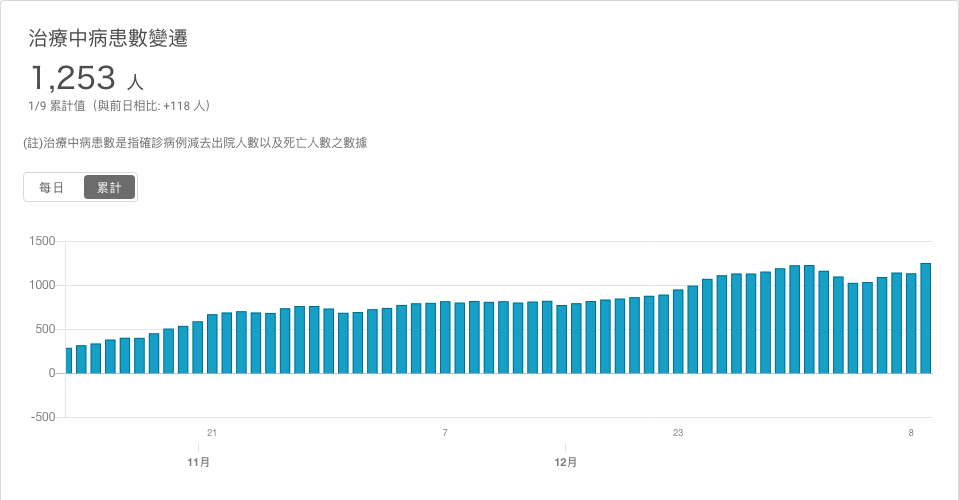 治療中病患數變遷
1,253 人
1/9 累計值（與前日相比: +118 人）
(註)治療中病患數是指確診病例減去出院人數以及死亡人數之數據
每日 累計
1500
1000
500
0
-500
21 7 23 8
11月 12月